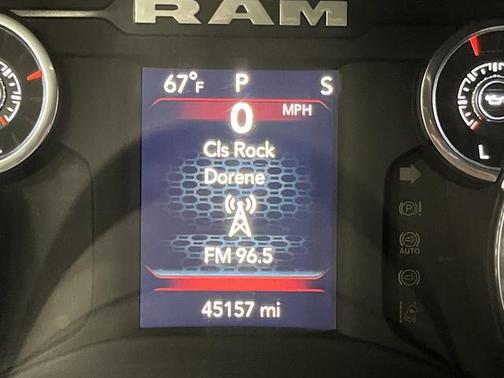 RAM
67°F P S
0 MPH
Cls Rock
Dorene
FM 96.5
45157 mi
L
(P)!
AUTO